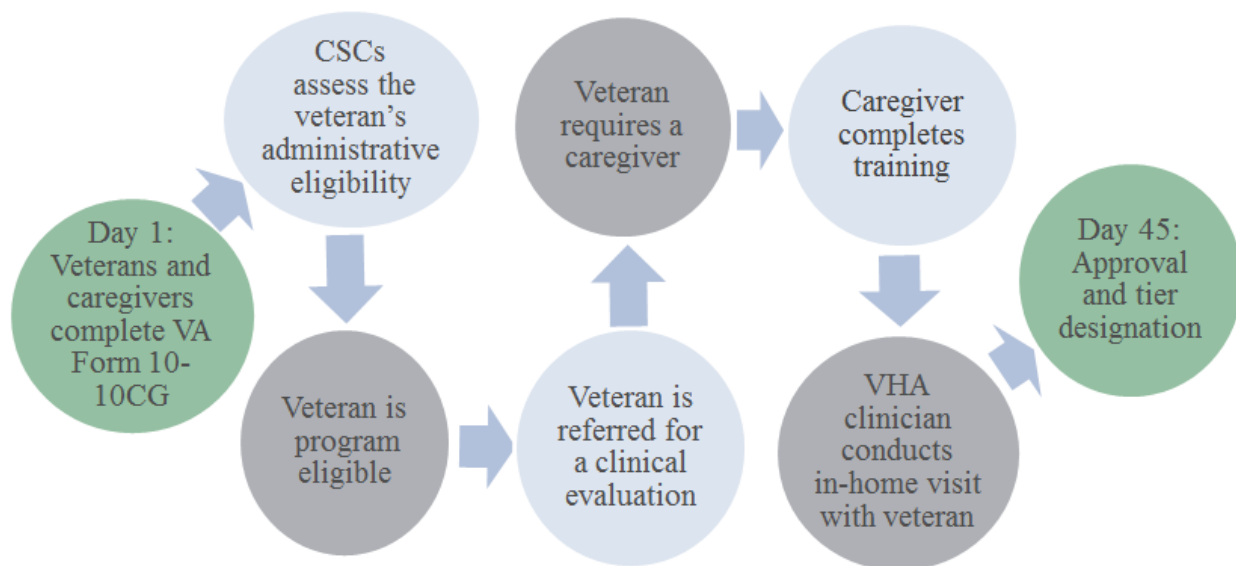 Day 1:
Veterans and
caregivers
complete VA
Form 10-
10CG
CSCs
assess the
veteran’s
administrative
eligibility
Veteran is
program
eligible
Veteran is
referred for
a clinical
evaluation
Veteran
requires a
caregiver
Caregiver
completes
training
VHA
clinician
conducts
in-home visit
with veteran
Day 45:
Approval
and tier
designation